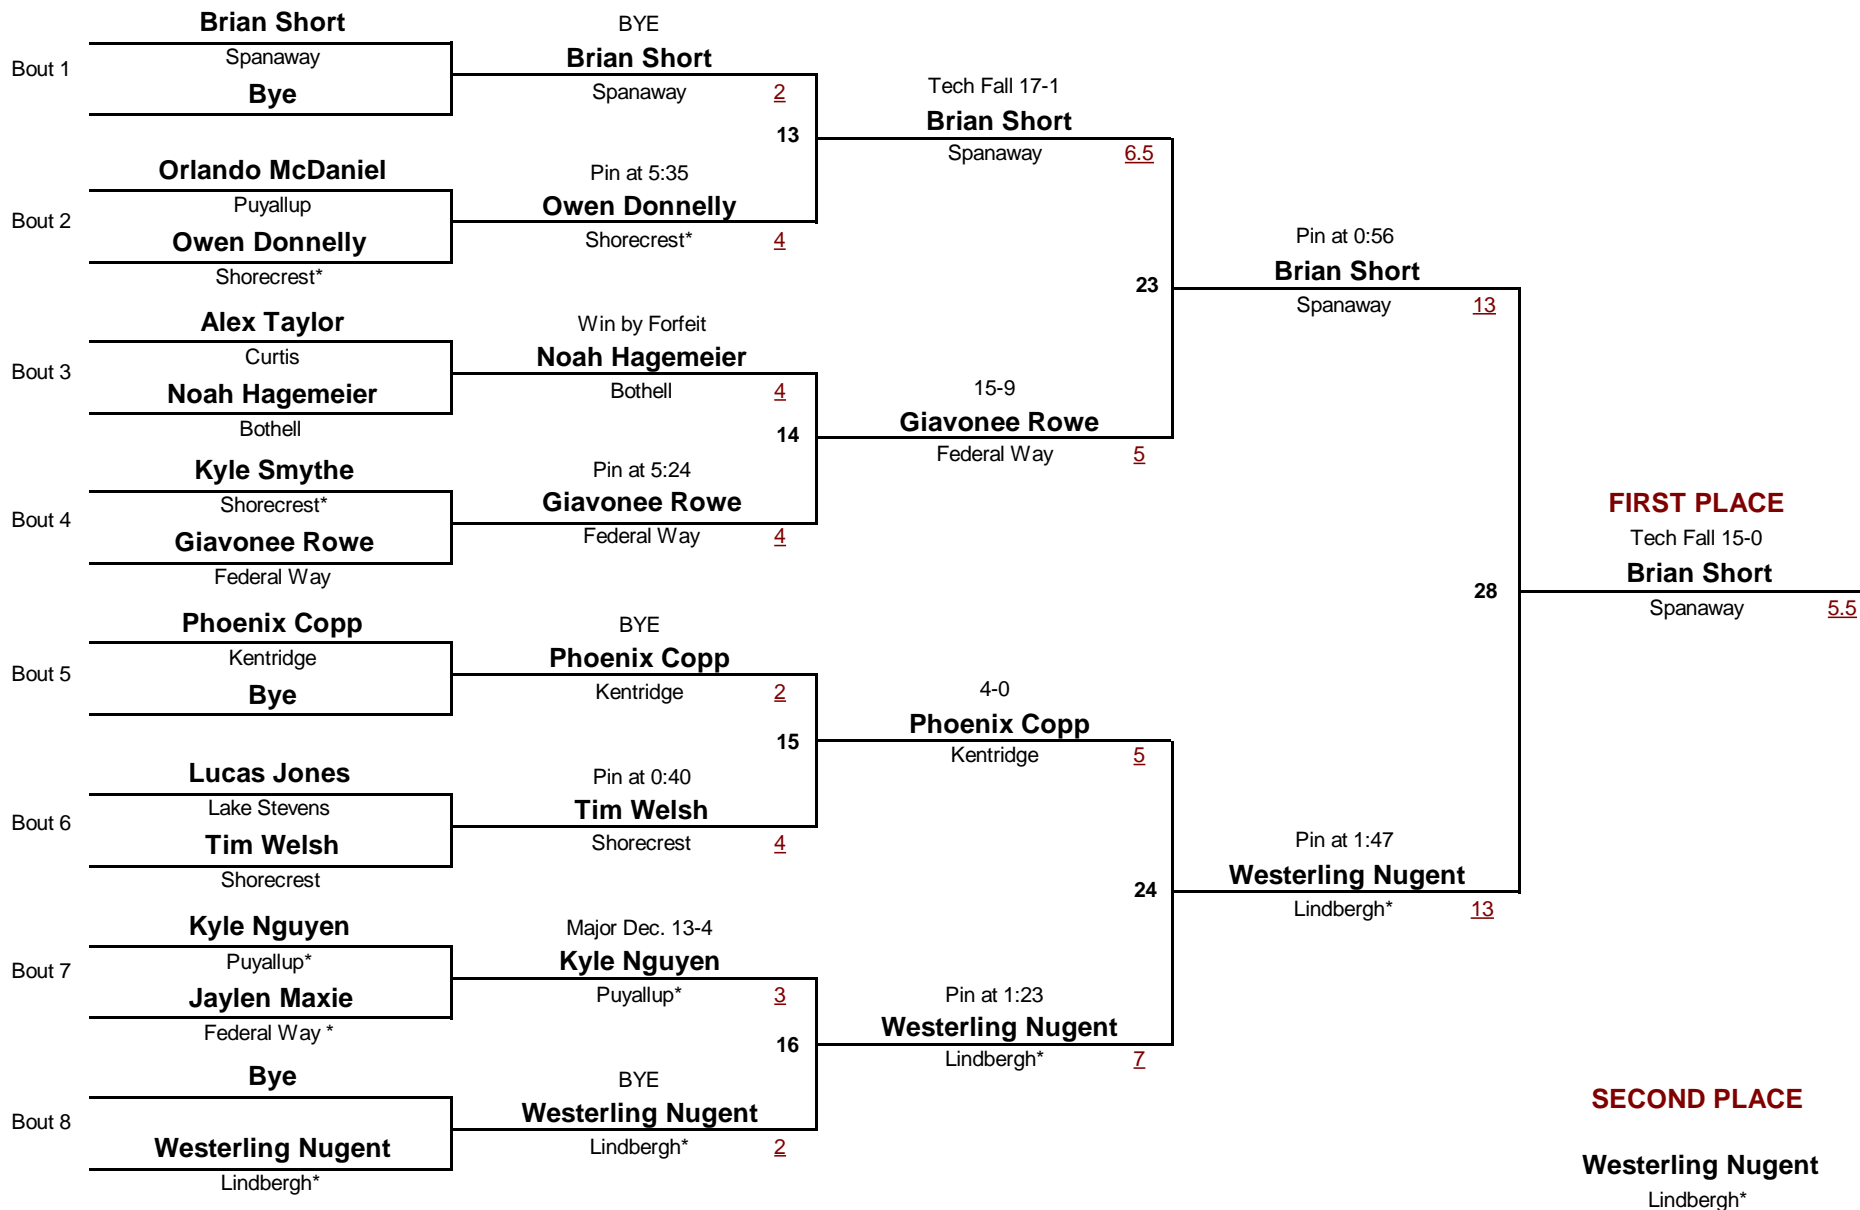 Bout 1
Brian Short
Spanaway
Bye
Bout 2
Orlando McDaniel
Puyallup
Owen Donnelly
Shorecrest*
Bout 3
Alex Taylor
Curtis
Noah Hagemeier
Bothell
Bout 4
Kyle Smythe
Shorecrest*
Giavonee Rowe
Federal Way
Bout 5
Phoenix Copp
Kentridge
Bye
Bout 6
Lucas Jones
Lake Stevens
Tim Welsh
Shorecrest
Bout 7
Kyle Nguyen
Puyallup*
Jaylen Maxie
Federal Way *
Bout 8
Bye
Westerling Nugent
Lindbergh*
BYE
Brian Short
Spanaway 2
13
Pin at 5:35
Owen Donnelly
Shorecrest* 4
Win by Forfeit
Noah Hagemeier
Bothell 4
14
Pin at 5:24
Giavonee Rowe
Federal Way 4
BYE
Phoenix Copp
Kentridge 2
15
Pin at 0:40
Tim Welsh
Shorecrest 4
Major Dec. 13-4
Kyle Nguyen
Puyallup* 3
16
BYE
Westerling Nugent
Lindbergh* 2
Tech Fall 17-1
Brian Short
Spanaway 6.5
23
15-9
Giavonee Rowe
Federal Way 5
4-0
Phoenix Copp
Kentridge 5
24
Pin at 1:23
Westerling Nugent
Lindbergh* 7
Pin at 0:56
Brian Short
Spanaway 13
28
Pin at 1:47
Westerling Nugent
Lindbergh* 13
FIRST PLACE
Tech Fall 15-0
Brian Short
Spanaway 5.5
SECOND PLACE
Westerling Nugent
Lindbergh*